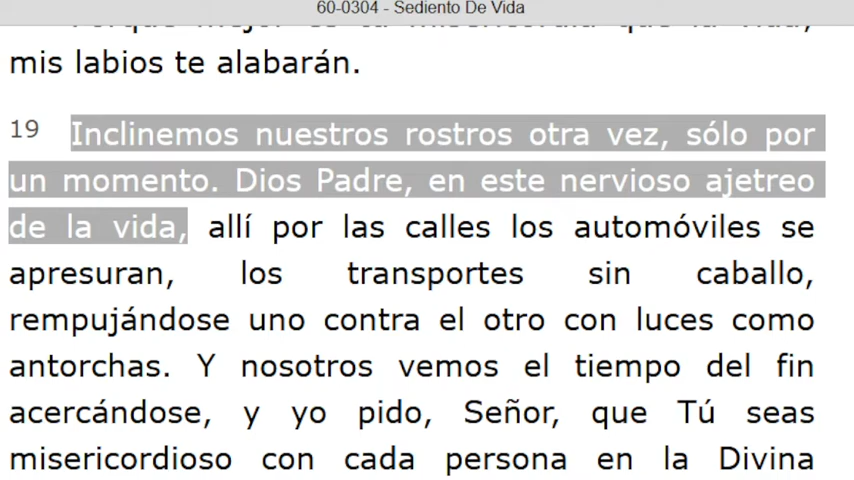 60-0304 - Sediento De Vida
mis labios te alabarán.
19 Inclinemos nuestros rostros otra vez, sólo por
un momento. Dios Padre, en este nervioso ajetreo
de la vida, allí por las calles los automóviles se
apresuran, los transportes sin caballo,
rempujándose uno contra el otro con luces como
antorchas. Y nosotros vemos el tiempo del fin
acercándose, y yo pido, Señor, que Tú seas
misericordioso con cada persona en la Divina